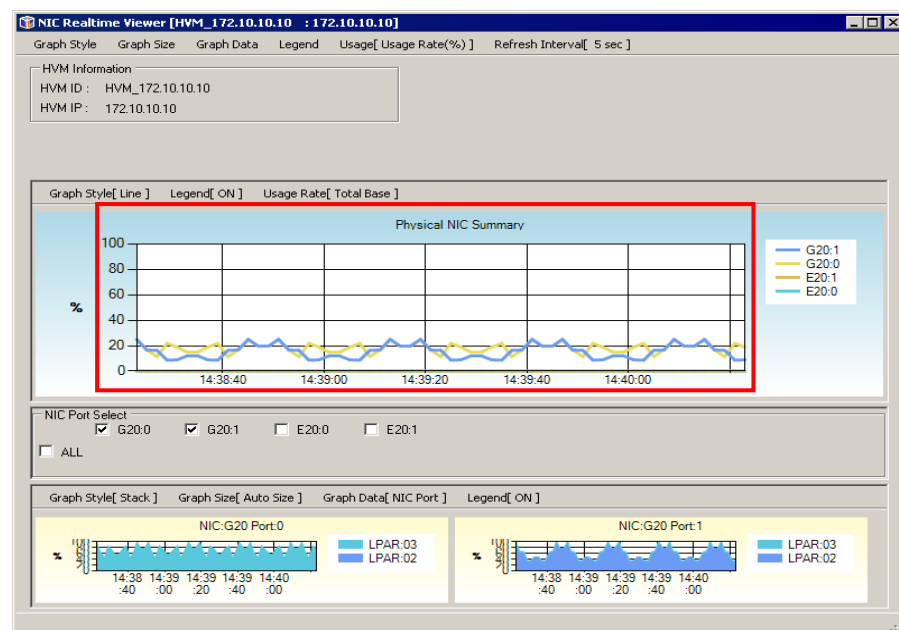 NIC Realtime Viewer [HVM_172.10.10.10 : 172.10.10.10]
Graph Style Graph Size Graph Data Legend Usage[ Usage Rate(%) ] Refresh Interval[ 5 sec ]
HVM Information
HVM ID : HVM_172.10.10.10
HVM IP : 172.10.10.10
Graph Style[ Line ] Legend[ ON ] Usage Rate[ Total Base ]
Physical NIC Summary
%
100
80
60
40
20
0
14:38:40 14:39:00 14:39:20 14:39:40 14:40:00
G20:1
G20:0
E20:1
E20:0
NIC Port Select
G20:0 G20:1 E20:0 E20:1
ALL
Graph Style[ Stack ] Graph Size[ Auto Size ] Graph Data[ NIC Port ] Legend[ ON ]
NIC:G20 Port:0
%
14:38 14:39 14:39 14:39 14:40
:40 :00 :20 :40 :00
LPAR:03
LPAR:02
NIC:G20 Port:1
%
14:38 14:39 14:39 14:39 14:40
:40 :00 :20 :40 :00
LPAR:03
LPAR:02